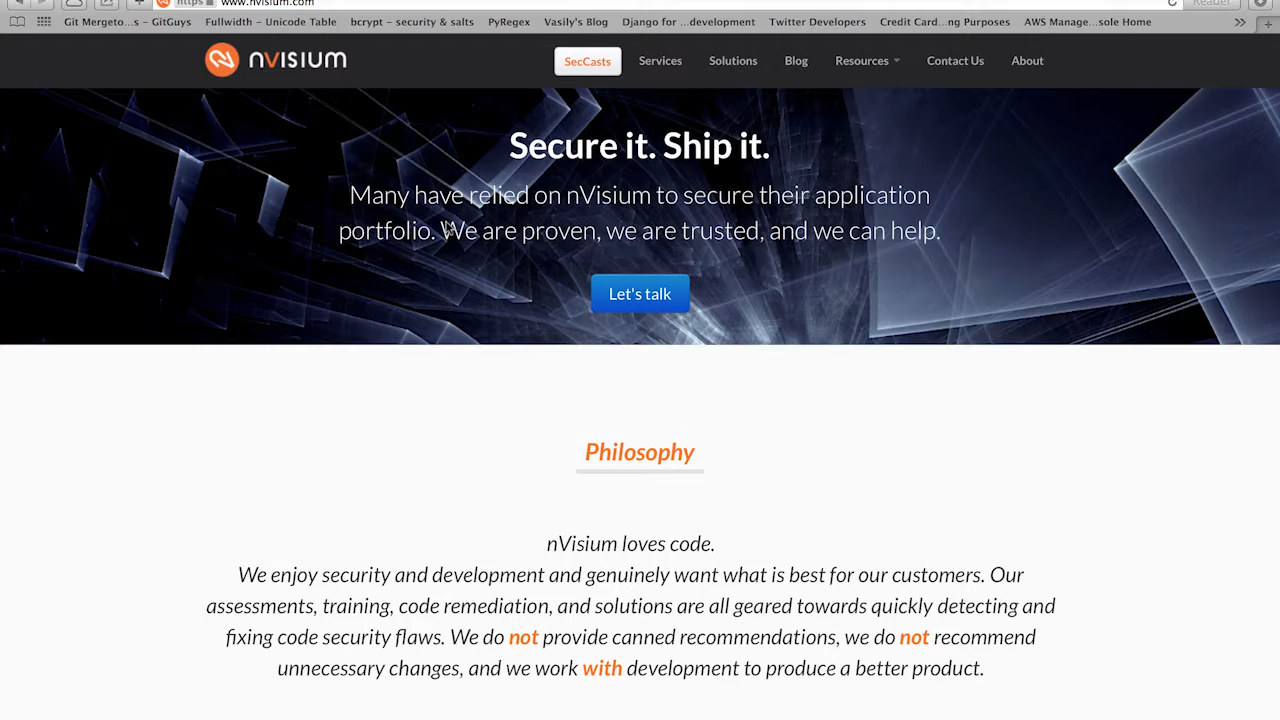 https www.nvisium.com Reader
Git Mergeto...s – GitGuys Fullwidth – Unicode Table bcrypt – security & salts PyRegex Vasily's Blog Django for ...development Twitter Developers Credit Card...ng Purposes AWS Manage...sole Home
nVISIUM SecCasts Services Solutions Blog Resources Contact Us About
Secure it. Ship it.
Many have relied on nVisium to secure their application
portfolio. We are proven, we are trusted, and we can help.
Let's talk
Philosophy
nVisium loves code.
We enjoy security and development and genuinely want what is best for our customers. Our
assessments, training, code remediation, and solutions are all geared towards quickly detecting and
fixing code security flaws. We do not provide canned recommendations, we do not recommend
unnecessary changes, and we work with development to produce a better product.